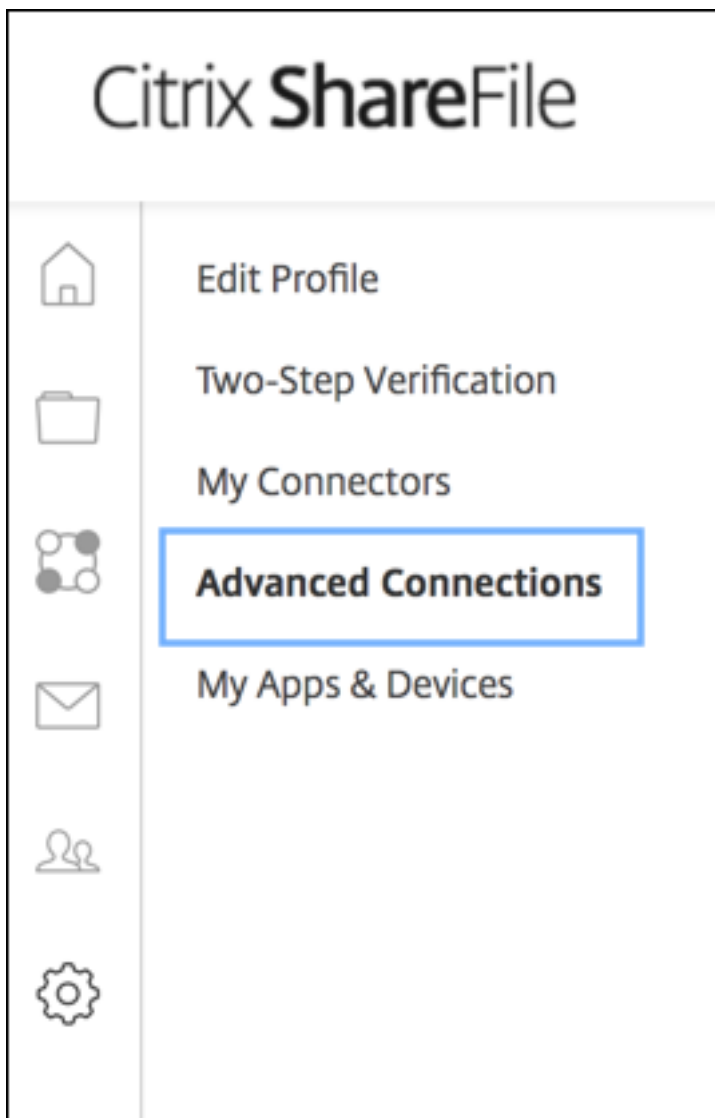 Citrix ShareFile
Edit Profile
Two-Step Verification
My Connectors
Advanced Connections
My Apps & Devices